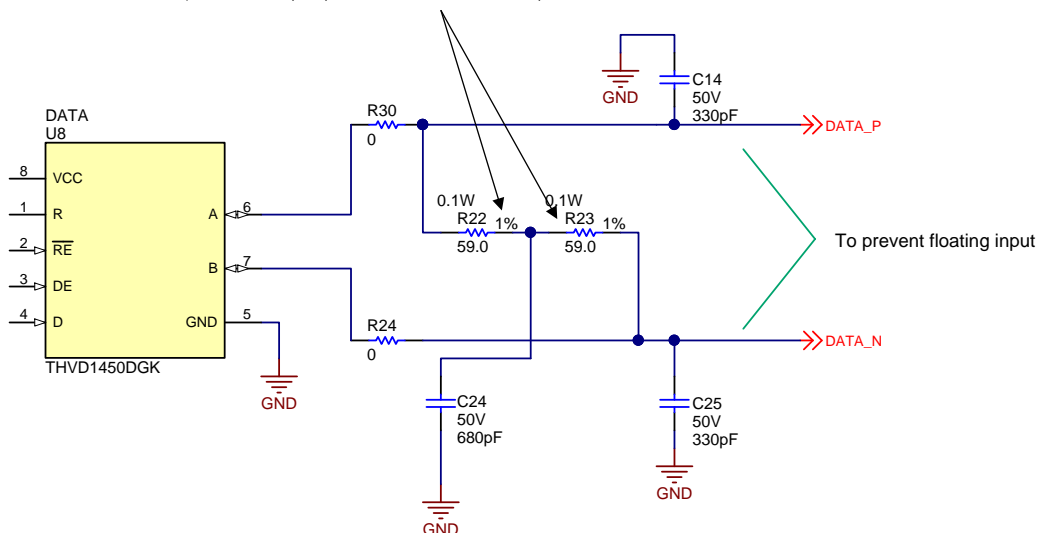 C14
50V
330pF
GND
DATA
U8
R30
0
DATA_P
8
VCC
1
R
A
6
0.1W
0.1W
R22
1%
R23
1%
59.0
59.0
2
RE
To prevent floating input
B
7
3
DE
4
D
GND
5
R24
0
DATA_N
THVD1450DGK
GND
C24
50V
680pF
C25
50V
330pF
GND
GND